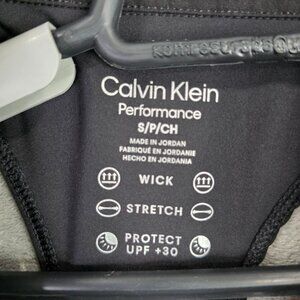 Calvin Klein
Performance
S/P/CH
MADE IN JORDAN
FABRIQUÉ EN JORDANIE
HECHO EN JORDANIA
WICK
STRETCH
PROTECT
UPF +30